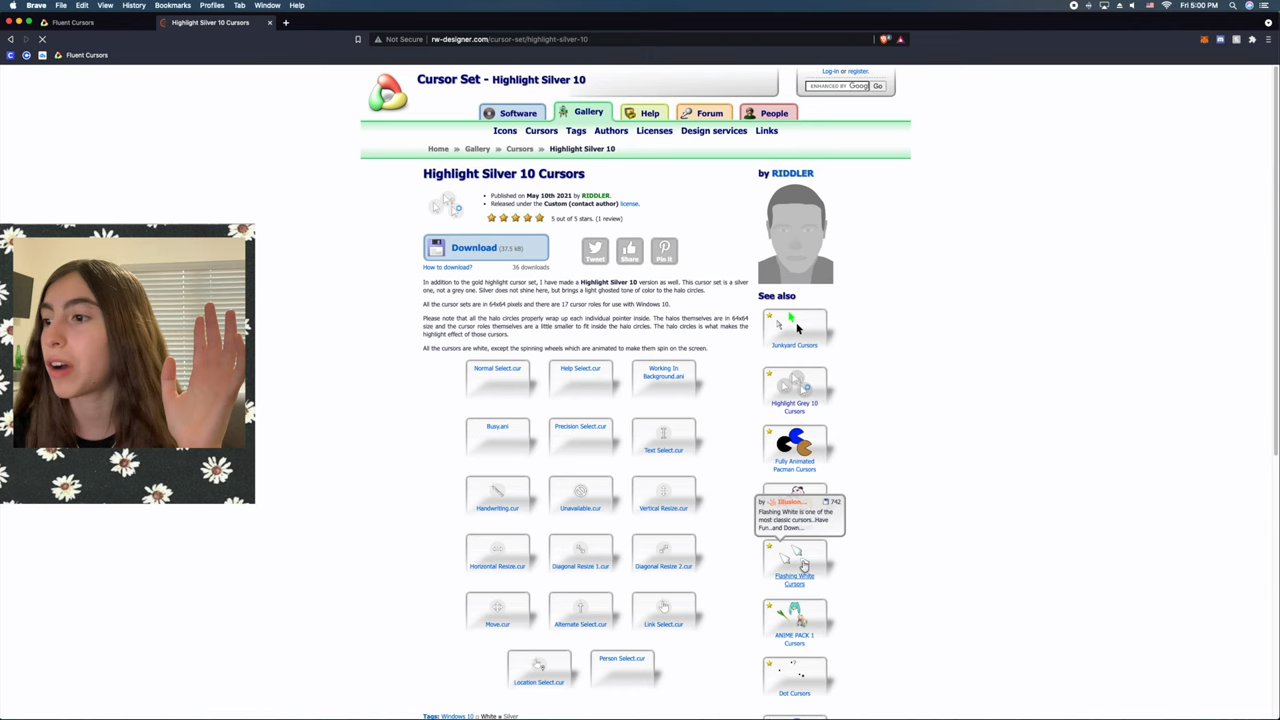 Brave File Edit View History Bookmarks Profiles Tab Window Help
Fri 5:00 PM
Fluent Cursors
Highlight Silver 10 Cursors
Not Secure rw-designer.com/cursor-set/highlight-silver-10
Fluent Cursors
Cursor Set - Highlight Silver 10
Log-in or register.
ENHANCED BY Goog Go
Software Gallery Help Forum People
Icons Cursors Tags Authors Licenses Design services Links
Home » Gallery » Cursors » Highlight Silver 10
Highlight Silver 10 Cursors
Published on May 10th 2021 by RIDDLER.
Released under the Custom (contact author) license.
5 out of 5 stars. (1 review)
Download (37.5 kB)
Tweet Share Pin it
How to download? 36 downloads
In addition to the gold highlight cursor set, I have made a Highlight Silver 10 version as well. This cursor set is a silver
one, not a grey one. Silver does not shine here, but brings a light ghosted tone of color to the halo circles.
All the cursor sets are in 64x64 pixels and there are 17 cursor roles for use with Windows 10.
Please note that all the halo circles properly wrap up each individual pointer inside. The halos themselves are in 64x64
size and the cursor roles themselves are a little smaller to fit inside the halo circles. The halo circles is what makes the
highlight effect of those cursors.
All the cursors are white, except the spinning wheels which are animated to make them spin on the screen.
Normal Select.cur
Help Select.cur
Working In
Background.ani
Busy.ani
Precision Select.cur
Text Select.cur
Handwriting.cur
Unavailable.cur
Vertical Resize.cur
Horizontal Resize.cur
Diagonal Resize 1.cur
Diagonal Resize 2.cur
Move.cur
Alternate Select.cur
Link Select.cur
Location Select.cur
Person Select.cur
Tags: Windows 10 White Silver
by RIDDLER
See also
Junkyard Cursors
Highlight Grey 10
Cursors
Fully Animated
Pacman Cursors
by Illusion... 742
Flashing White is one of the
most classic cursors..Have
Fun..and Down...
Flashing White
Cursors
ANIME PACK 1
Cursors
Dot Cursors